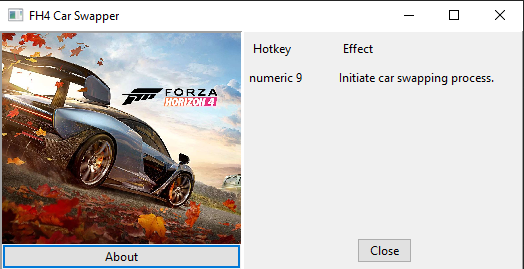 FH4 Car Swapper
FORZA
HORIZON 4
Hotkey Effect
numeric 9 Initiate car swapping process.
About
Close